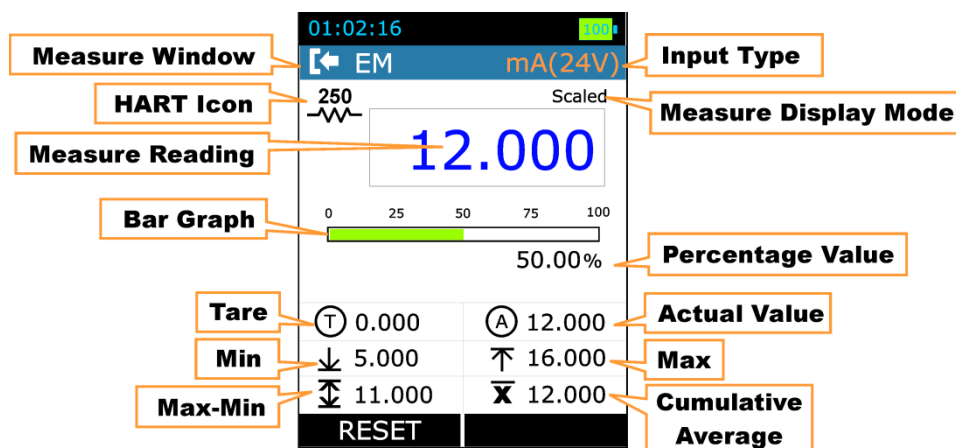 01:02:16 100
Measure Window
EM mA(24V)
Input Type
HART Icon
250 Scaled
Measure Display Mode
Measure Reading
12.000
0 25 50 75 100
Bar Graph
50.00%
Percentage Value
Tare
T 0.000 A 12.000
Actual Value
Min
5.000 16.000
Max
Max-Min
11.000 X 12.000
Cumulative
Average
RESET